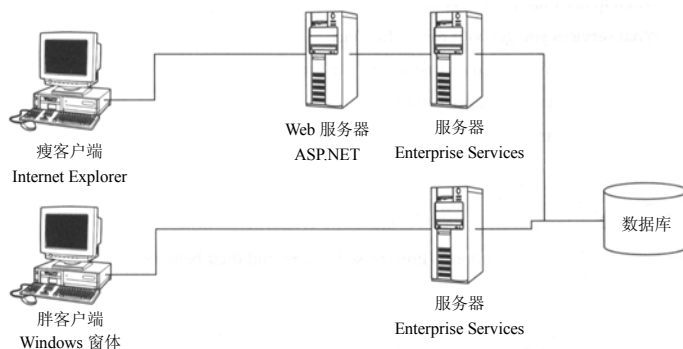 Web 服务器
ASP.NET
服务器
Enterprise Services
瘦客户端
Internet Explorer
数据库
服务器
Enterprise Services
胖客户端
Windows 窗体